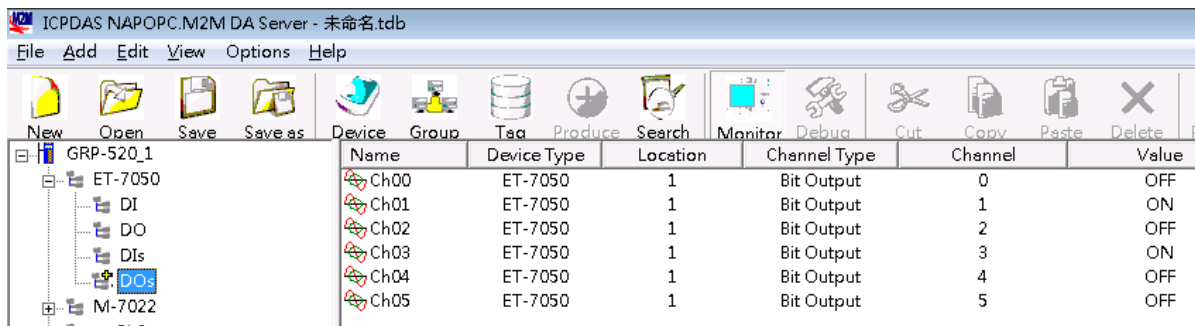 M2M ICPDAS NAPOPC.M2M DA Server - 未命名.tdb
File Add Edit View Options Help
New Open Save Save as Device Group Tag Produce Search Monitor Debug Cut Copy Paste Delete
GRP-520_1
ET-7050
DI
DO
DIs
DOs
M-7022
Name Device Type Location Channel Type Channel Value
Ch00 ET-7050 1 Bit Output 0 OFF
Ch01 ET-7050 1 Bit Output 1 ON
Ch02 ET-7050 1 Bit Output 2 OFF
Ch03 ET-7050 1 Bit Output 3 ON
Ch04 ET-7050 1 Bit Output 4 OFF
Ch05 ET-7050 1 Bit Output 5 OFF